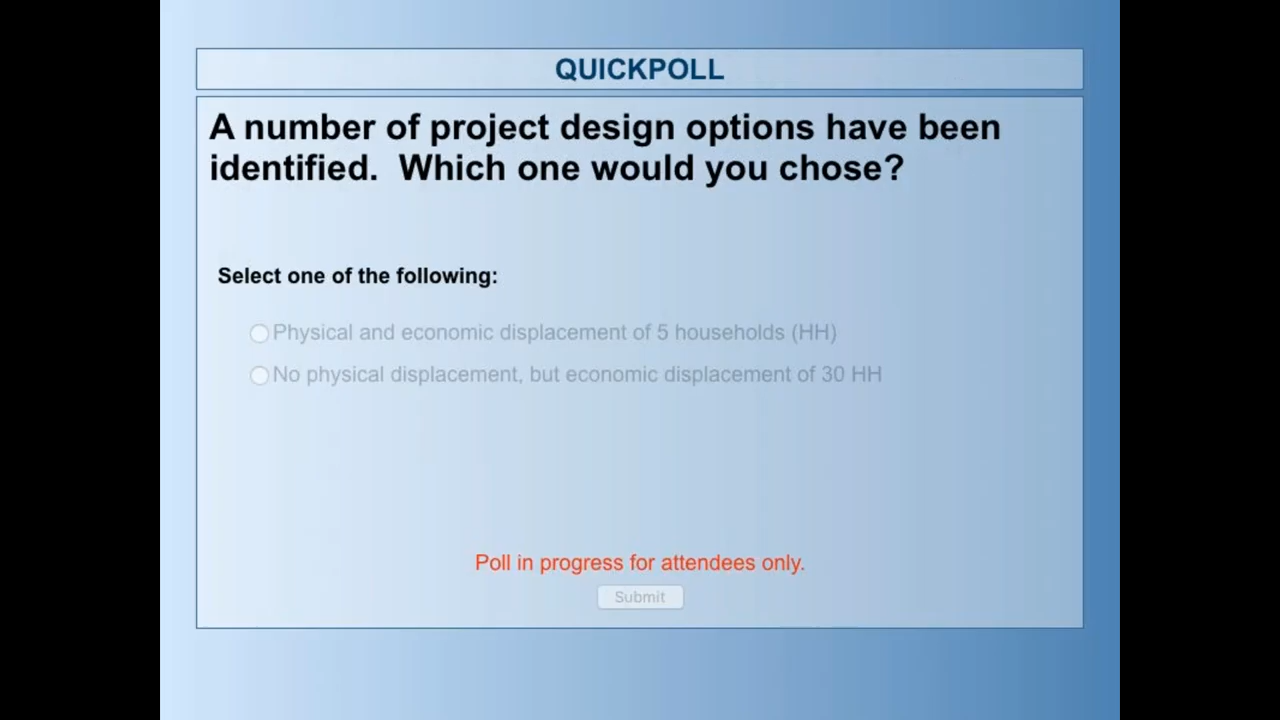 QUICKPOLL
A number of project design options have been
identified.  Which one would you chose?
Select one of the following:
Physical and economic displacement of 5 households (HH)
No physical displacement, but economic displacement of 30 HH
Poll in progress for attendees only.
Submit